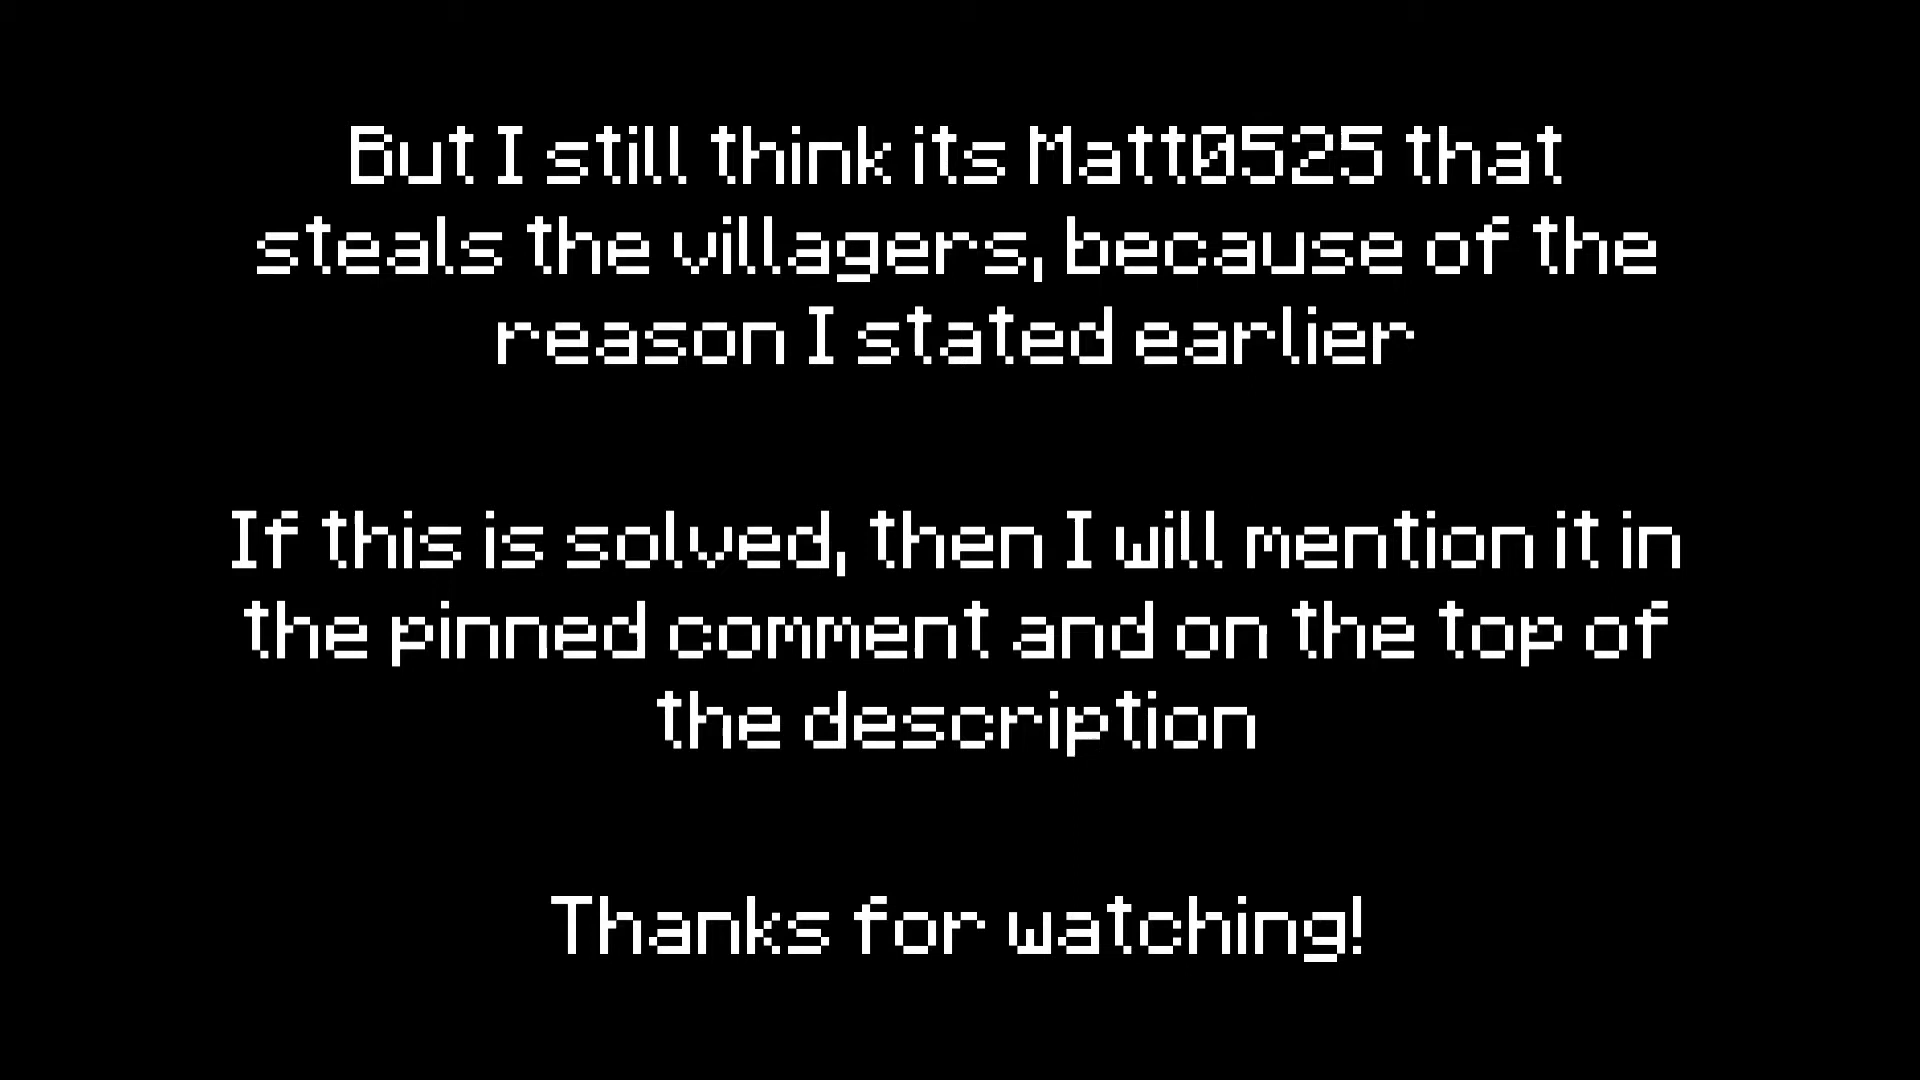 But I still think its Matt0525 that
steals the villagers, because of the
reason I stated earlier
If this is solved, then I will mention it in
the pinned comment and on the top of
the description
Thanks for watching!